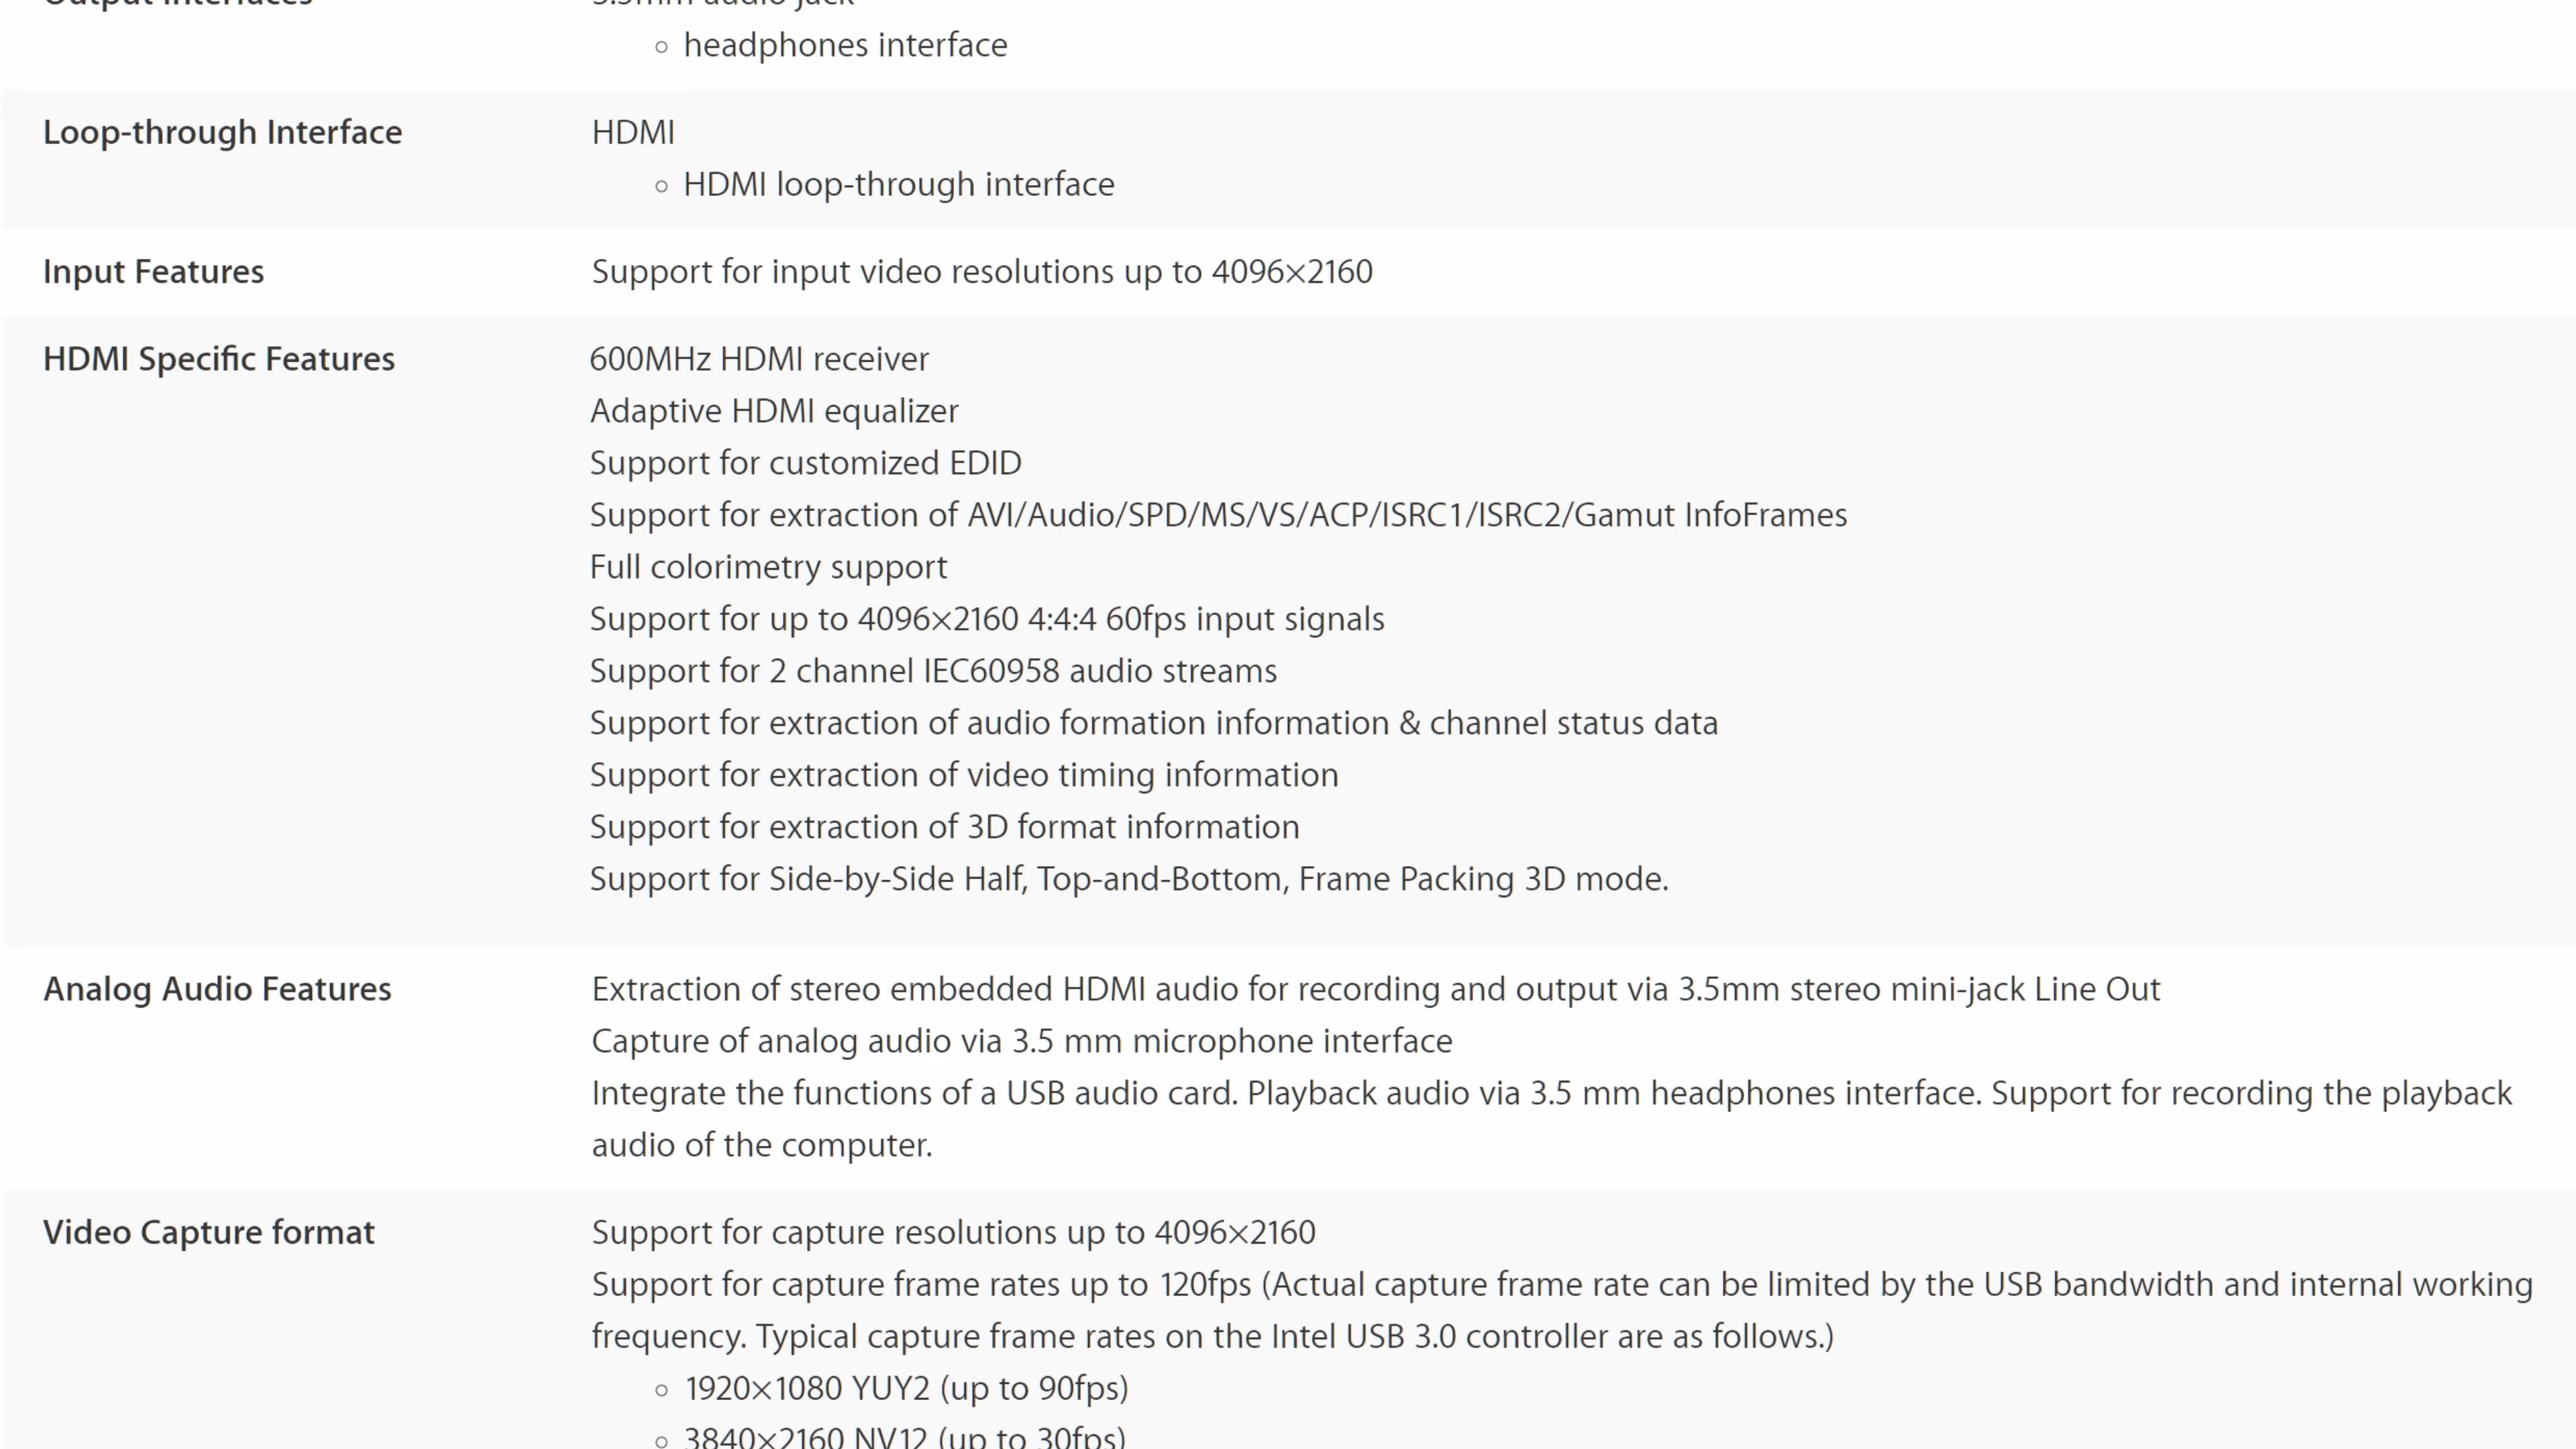 Output Interfaces 3.5mm audio jack
headphones interface
Loop-through Interface HDMI
HDMI loop-through interface
Input Features Support for input video resolutions up to 4096×2160
HDMI Specific Features 600MHz HDMI receiver
Adaptive HDMI equalizer
Support for customized EDID
Support for extraction of AVI/Audio/SPD/MS/VS/ACP/ISRC1/ISRC2/Gamut InfoFrames
Full colorimetry support
Support for up to 4096×2160 4:4:4 60fps input signals
Support for 2 channel IEC60958 audio streams
Support for extraction of audio formation information & channel status data
Support for extraction of video timing information
Support for extraction of 3D format information
Support for Side-by-Side Half, Top-and-Bottom, Frame Packing 3D mode.
Analog Audio Features Extraction of stereo embedded HDMI audio for recording and output via 3.5mm stereo mini-jack Line Out
Capture of analog audio via 3.5 mm microphone interface
Integrate the functions of a USB audio card. Playback audio via 3.5 mm headphones interface. Support for recording the playback
audio of the computer.
Video Capture format Support for capture resolutions up to 4096×2160
Support for capture frame rates up to 120fps (Actual capture frame rate can be limited by the USB bandwidth and internal working
frequency. Typical capture frame rates on the Intel USB 3.0 controller are as follows.)
1920×1080 YUY2 (up to 90fps)
3840×2160 NV12 (up to 30fps)